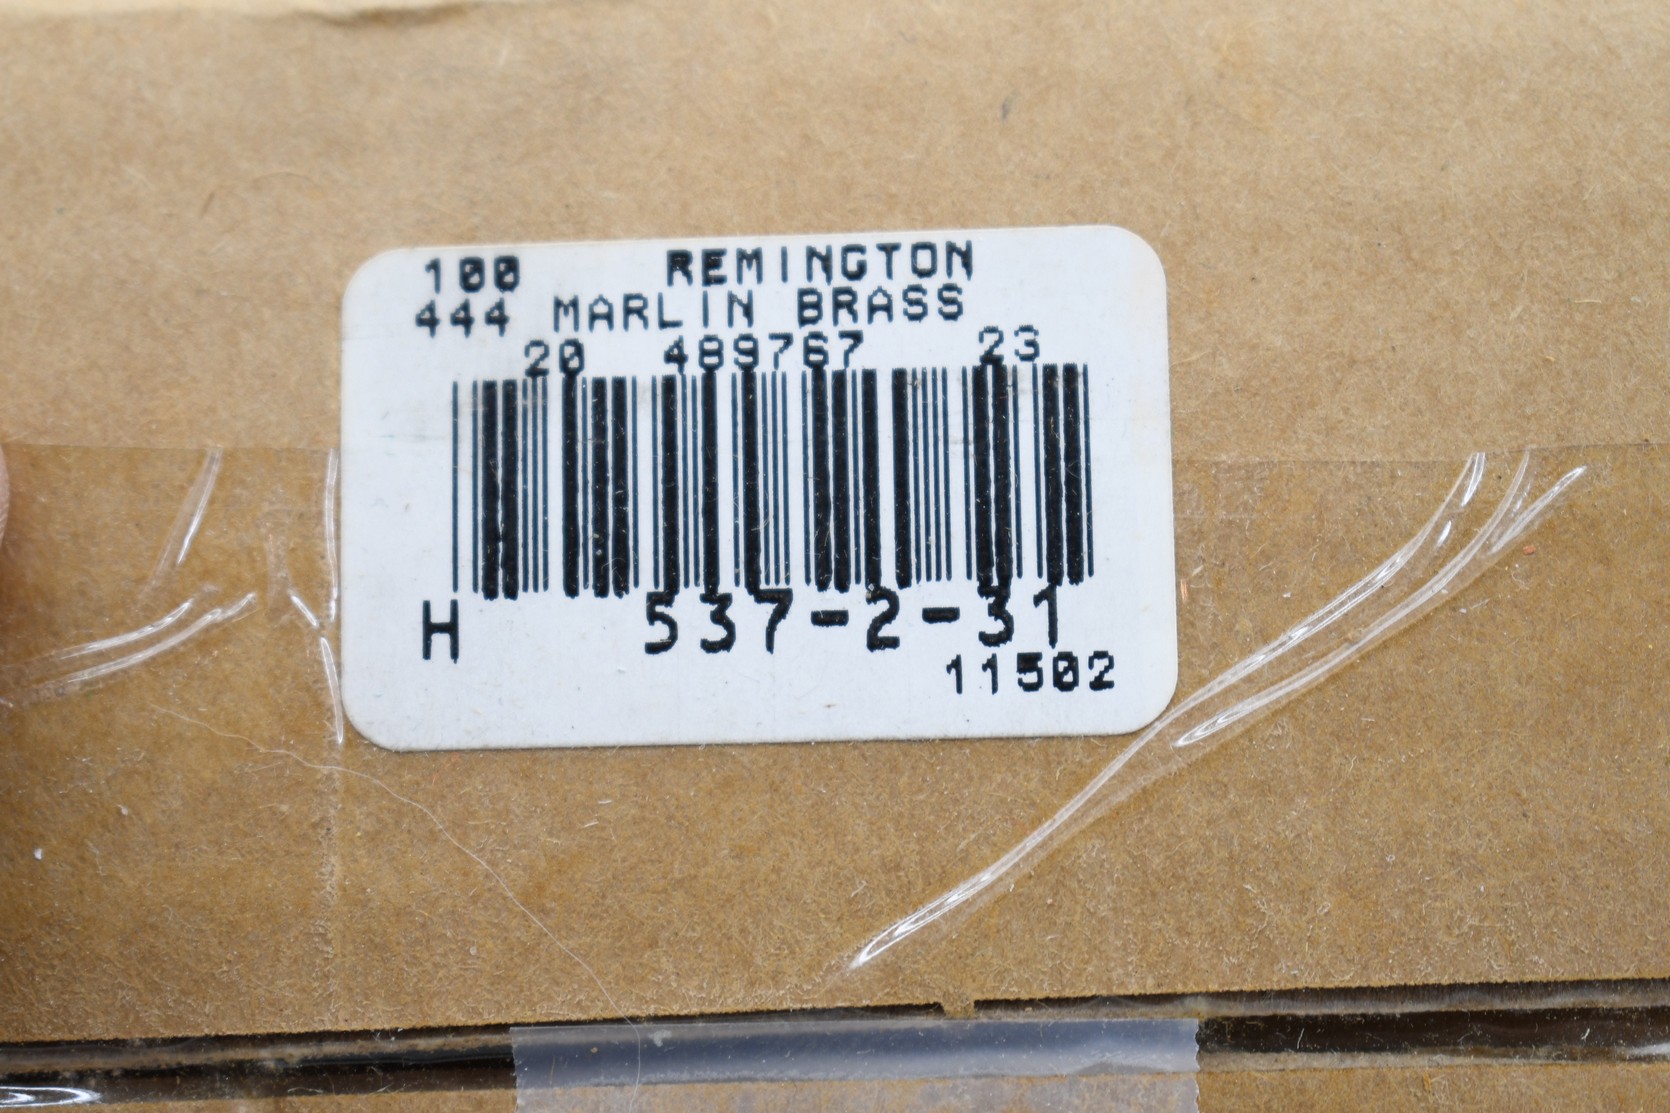 100 REMINGTON
444 MARLIN BRASS
20 489767 23
H 537-2-31
11502